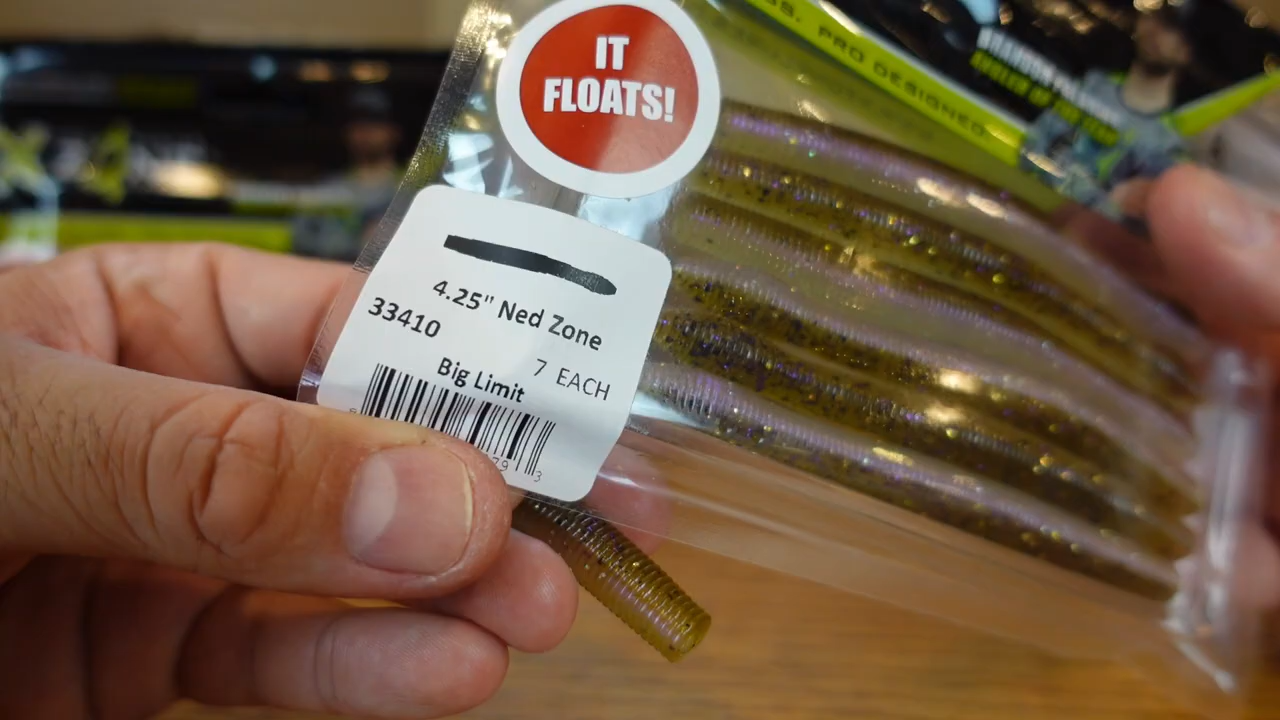 IT
FLOATS!
PRO DESIGNED.
4.25" Ned Zone
33410
7 EACH
Big Limit